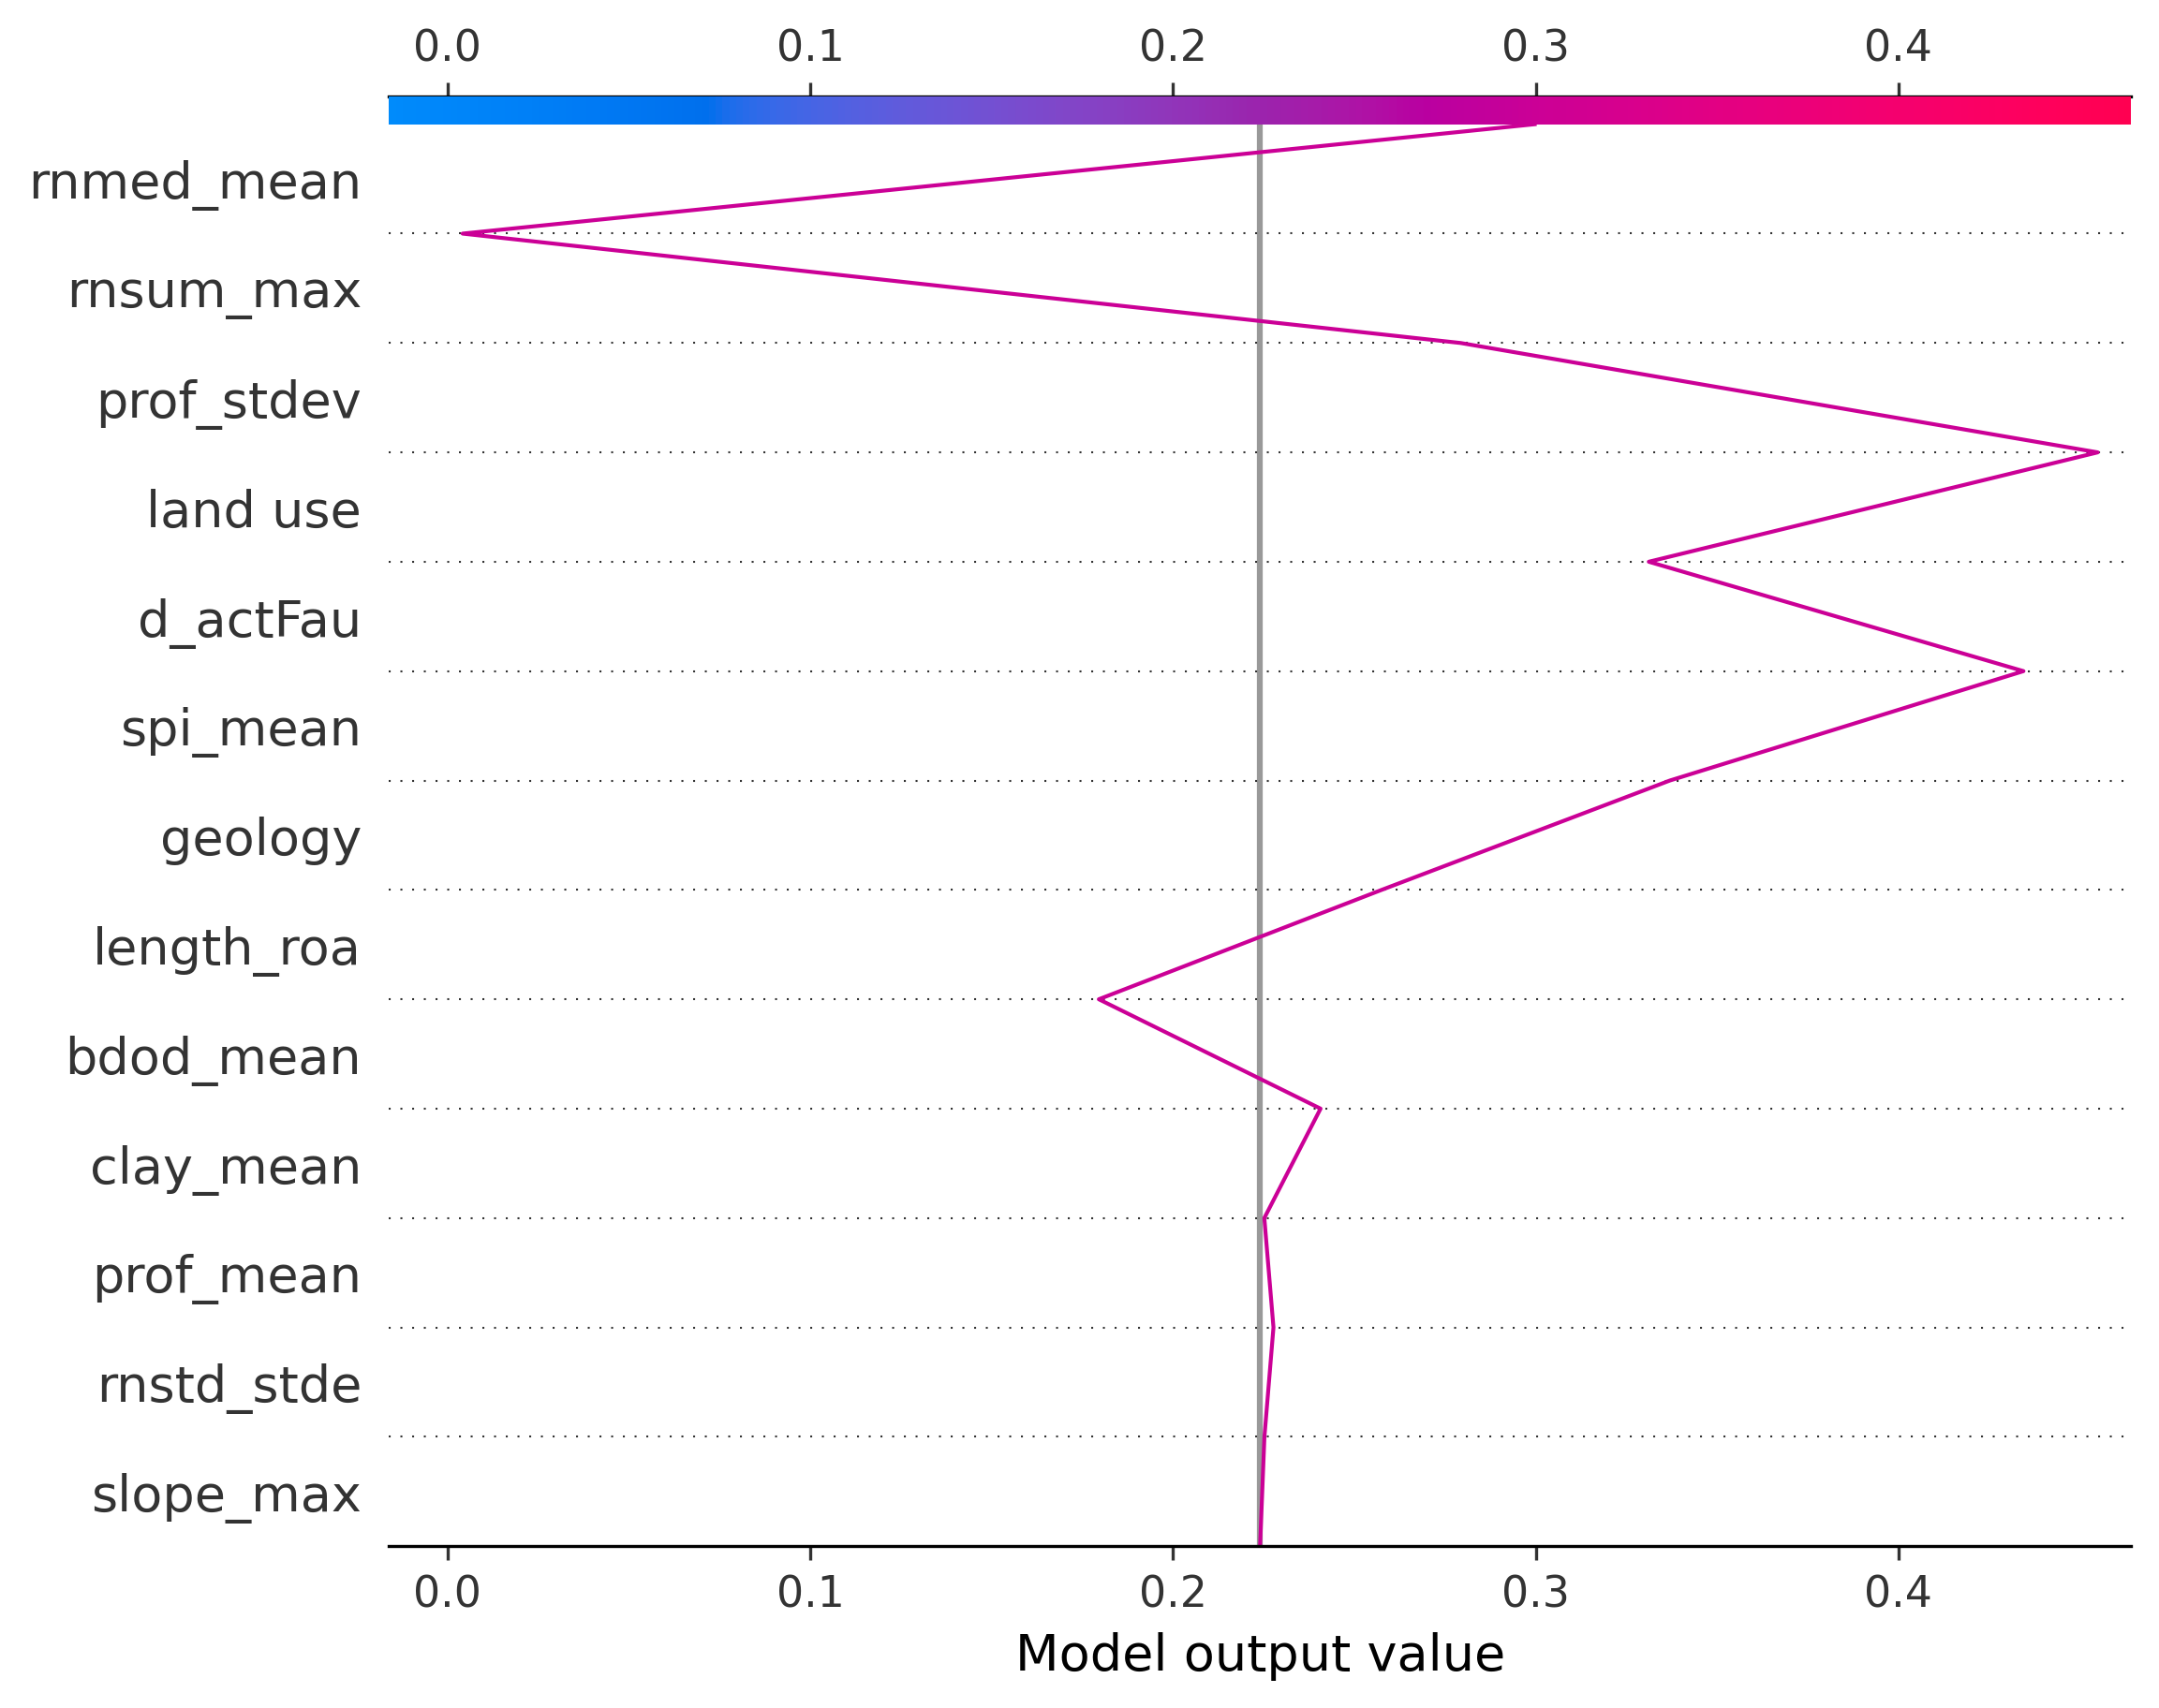 0.0 0.1 0.2 0.3 0.4
rnmed_mean
rnsum_max
prof_stdev
land use
d_actFau
spi_mean
geology
length_roa
bdod_mean
clay_mean
prof_mean
rnstd_stde
slope_max
0.0 0.1 0.2 0.3 0.4
Model output value